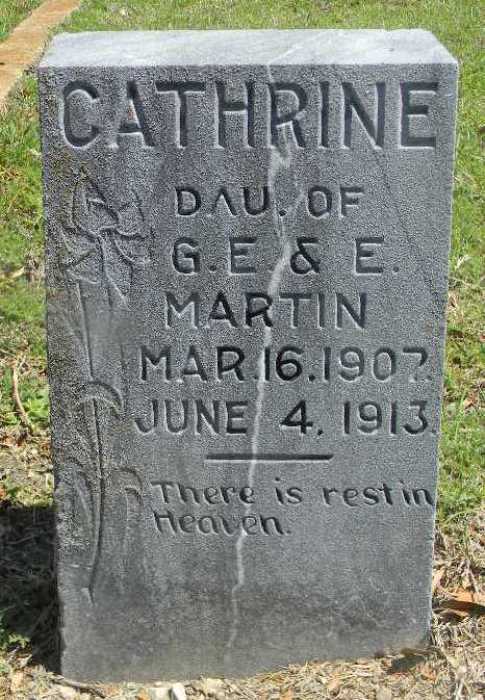 CATHRINE
DAU. OF
G.E & E.
MARTIN
MAR.16.1907.
JUNE 4, 1913.
There is rest in
Heaven.